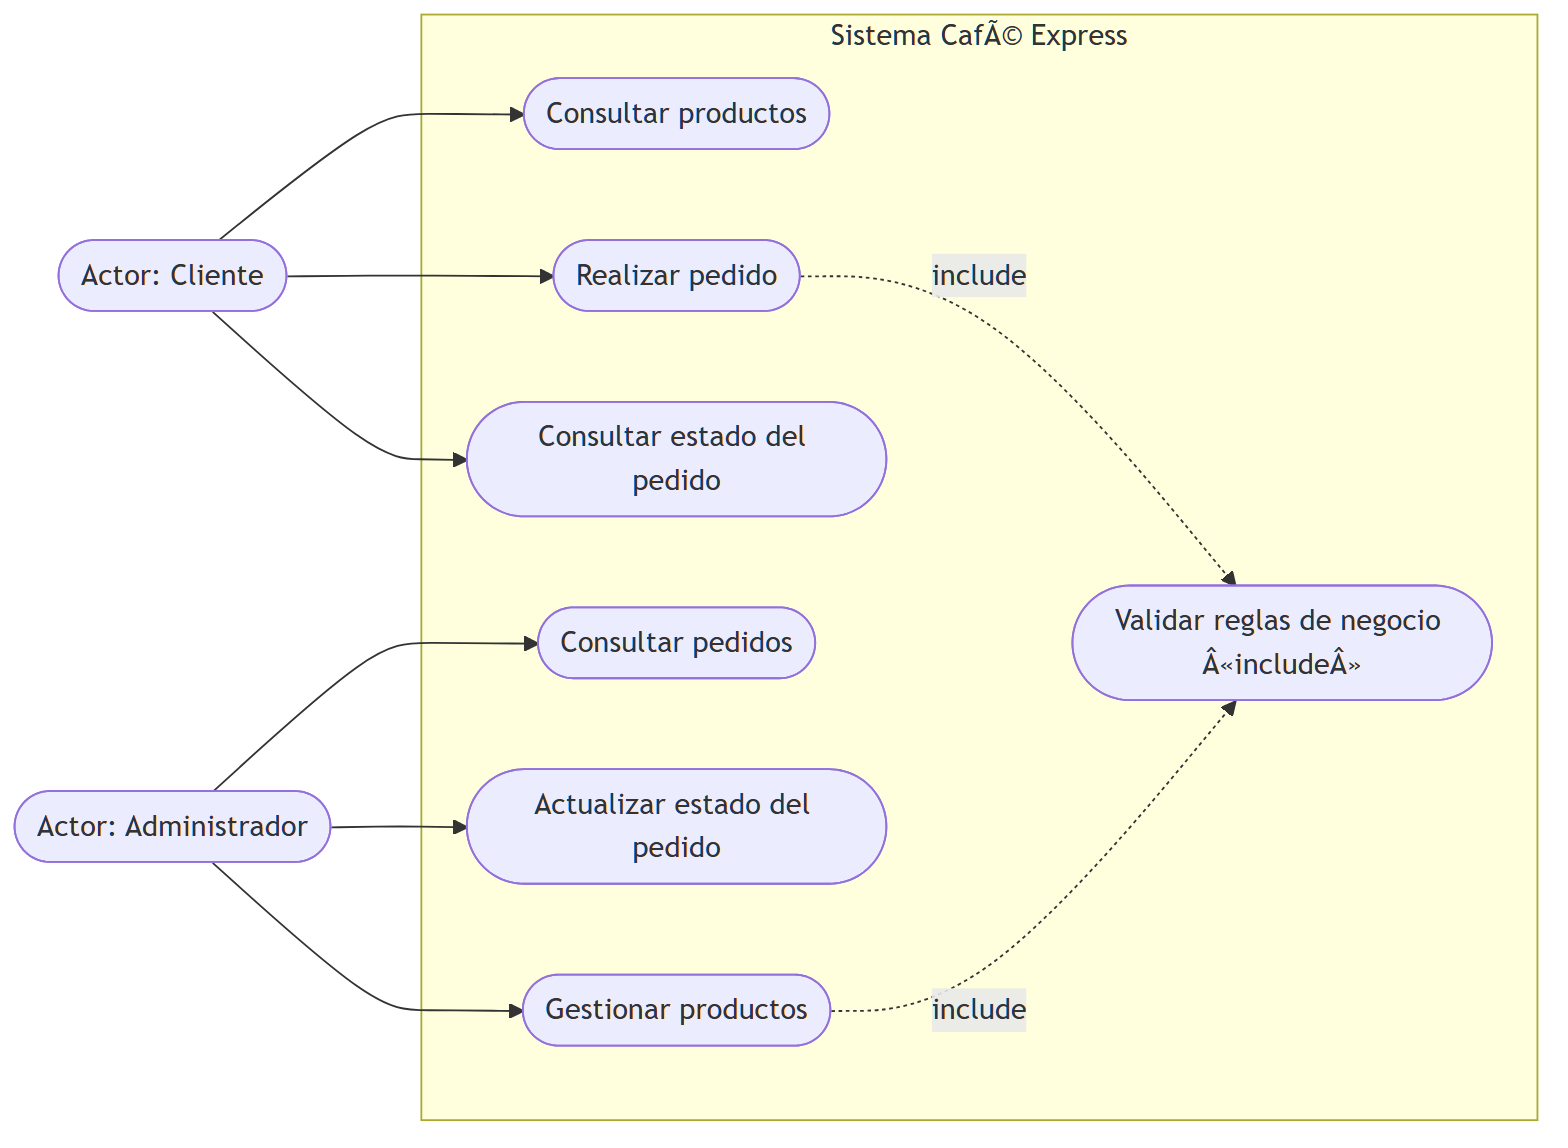 Sistema CafÃ© Express
Consultar productos
Actor: Cliente
Realizar pedido
include
Consultar estado del
pedido
Consultar pedidos
Validar reglas de negocio
Â«includeÂ»
Actor: Administrador
Actualizar estado del
pedido
Gestionar productos
include